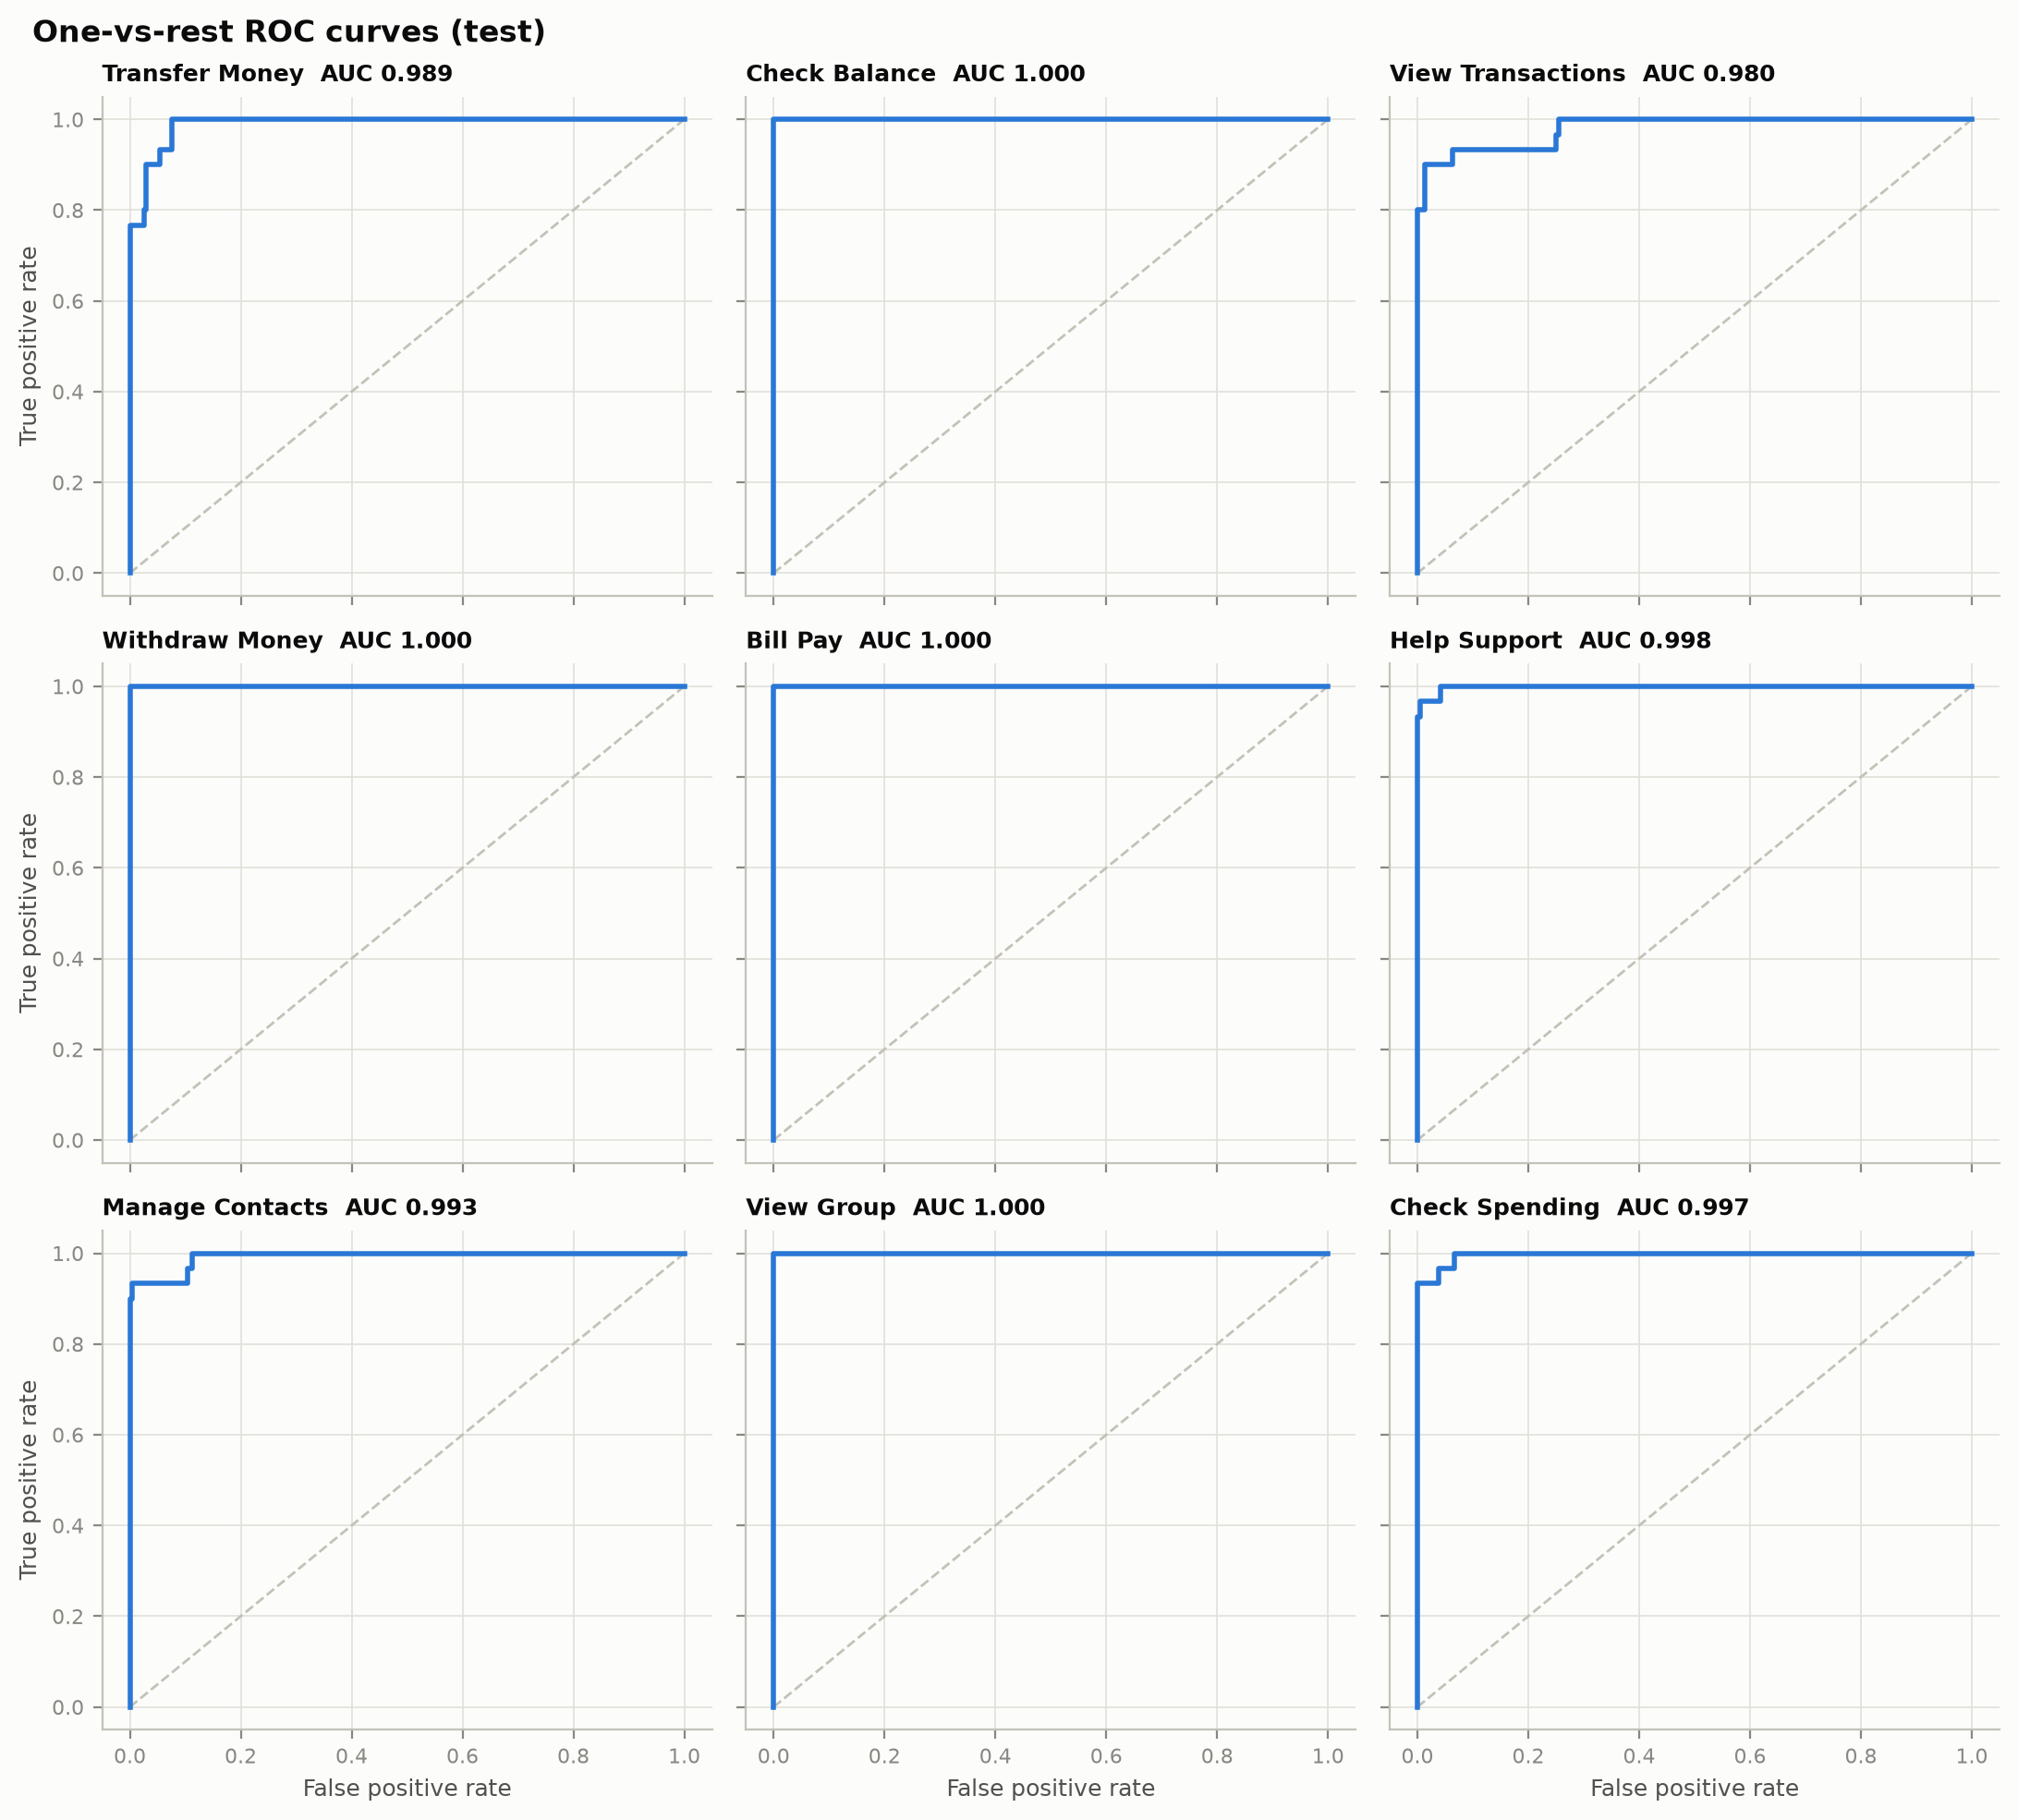 One-vs-rest ROC curves (test)
Transfer Money AUC 0.989
Check Balance AUC 1.000
View Transactions AUC 0.980
1.0
0.8
0.6
0.4
0.2
0.0
True positive rate
Withdraw Money AUC 1.000
Bill Pay AUC 1.000
Help Support AUC 0.998
1.0
0.8
0.6
0.4
0.2
0.0
True positive rate
Manage Contacts AUC 0.993
View Group AUC 1.000
Check Spending AUC 0.997
1.0
0.8
0.6
0.4
0.2
0.0
True positive rate
0.0 0.2 0.4 0.6 0.8 1.0
0.0 0.2 0.4 0.6 0.8 1.0
0.0 0.2 0.4 0.6 0.8 1.0
False positive rate
False positive rate
False positive rate